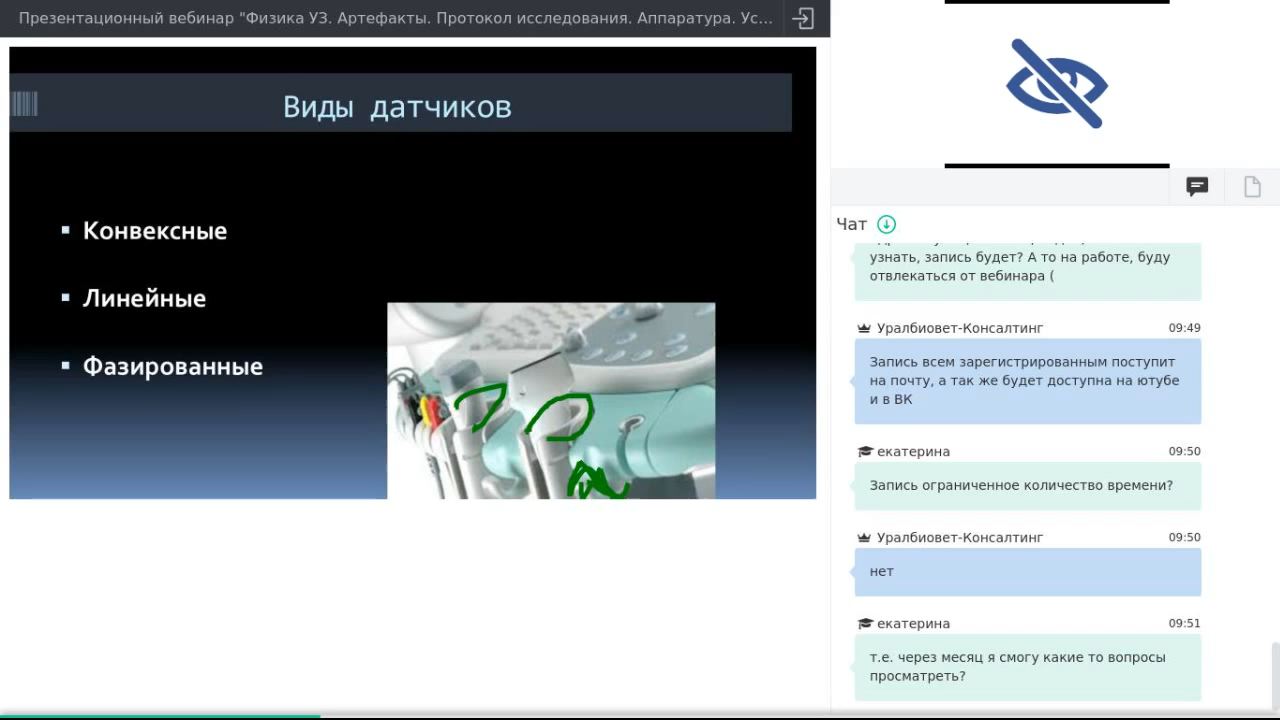 Презентационный вебинар "Физика УЗ. Артефакты. Протокол исследования. Аппаратура. Ус...
Виды датчиков
Конвексные
Линейные
Фазированные
Чат
узнать, запись будет? А то на работе, буду
отвлекаться от вебинара (
Уралбиовет-Консалтинг 09:49
Запись всем зарегистрированным поступит
на почту, а так же будет доступна на ютубе
и в ВК
екатерина 09:50
Запись ограниченное количество времени?
Уралбиовет-Консалтинг 09:50
нет
екатерина 09:51
т.е. через месяц я смогу какие то вопросы
просматреть?